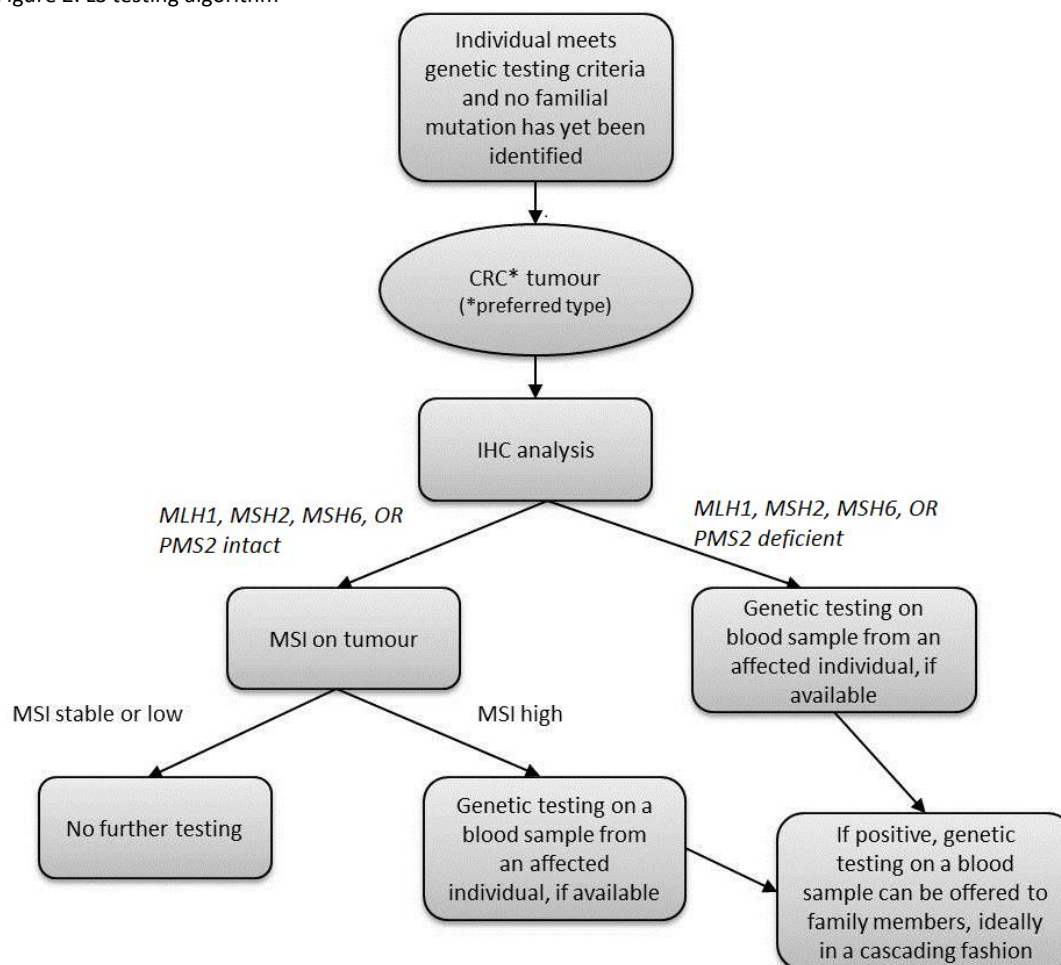 Figure 2: LS testing algorithm
Individual meets
genetic testing criteria
and no familial
mutation has yet been
identified
CRC* tumour
(*preferred type)
IHC analysis
MLH1, MSH2, MSH6, OR
PMS2 intact
MLH1, MSH2, MSH6, OR
PMS2 deficient
MSI on tumour
Genetic testing on
blood sample from an
affected individual, if
available
MSI stable or low
MSI high
No further testing
Genetic testing on a
blood sample from
an affected
individual, if available
If positive, genetic
testing on a blood
sample can be offered to
family members, ideally
in a cascading fashion